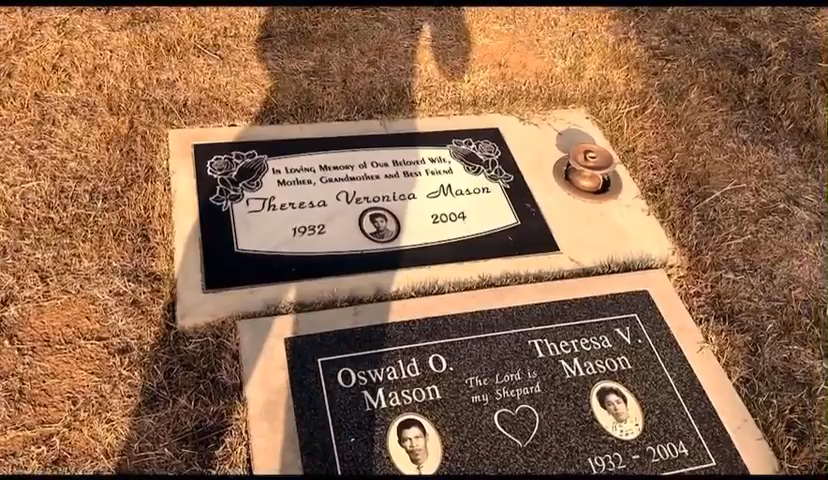 In Loving Memory of Our Beloved Wife,
Mother, Grandmother and Best Friend
Theresa Veronica Mason
1932 2004
Oswald O.
Mason
The Lord is
my Shepard
Theresa V.
Mason
1932 - 2004